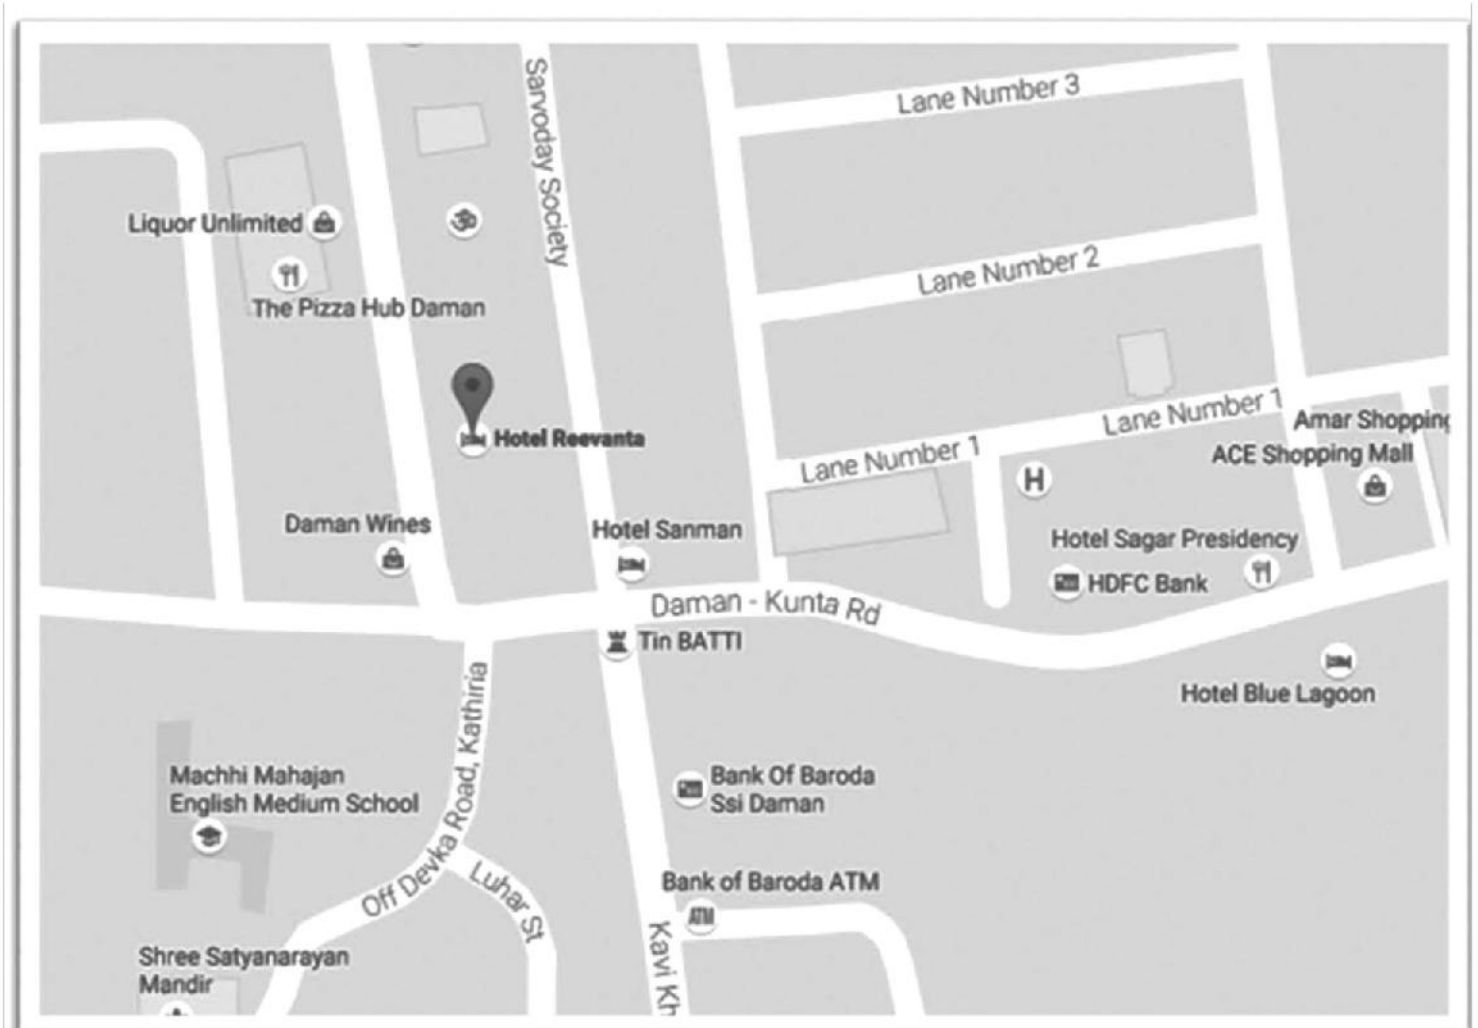 Lane Number 3
Sarvoday Society
Liquor Unlimited
Lane Number 2
The Pizza Hub Daman
Lane Number 1
Amar Shopping
Hotel Reevanta
Lane Number 1
ACE Shopping Mall
H
Daman Wines
Hotel Sanman
Hotel Sagar Presidency
HDFC Bank
Daman - Kunta Rd
Tin BATTI
Hotel Blue Lagoon
Off Devka Road, Kathiria
Machhi Mahajan
English Medium School
Bank Of Baroda
Ssi Daman
Luhar St
Bank of Baroda ATM
ATM
Kavi Kh
Shree Satyanarayan
Mandir